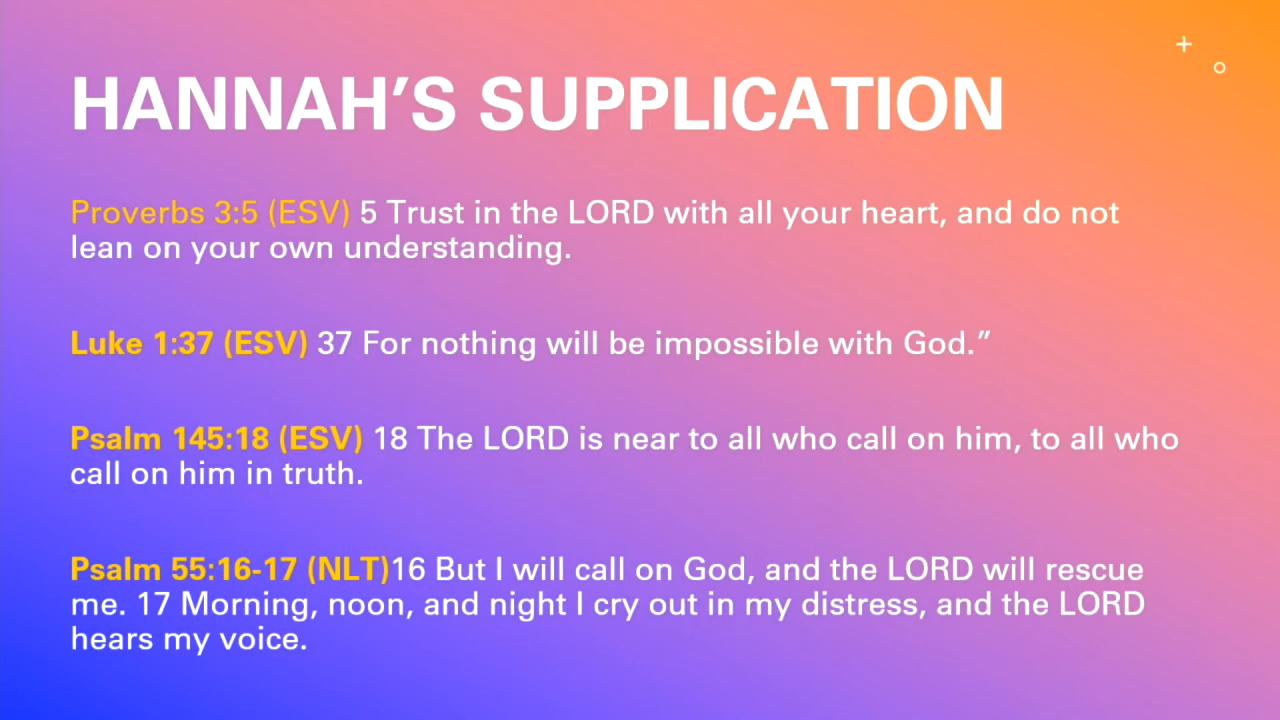 HANNAH’S SUPPLICATION
Proverbs 3:5 (ESV) 5 Trust in the LORD with all your heart, and do not
lean on your own understanding.
Luke 1:37 (ESV) 37 For nothing will be impossible with God.”
Psalm 145:18 (ESV) 18 The LORD is near to all who call on him, to all who
call on him in truth.
Psalm 55:16-17 (NLT)16 But I will call on God, and the LORD will rescue
me. 17 Morning, noon, and night I cry out in my distress, and the LORD
hears my voice.